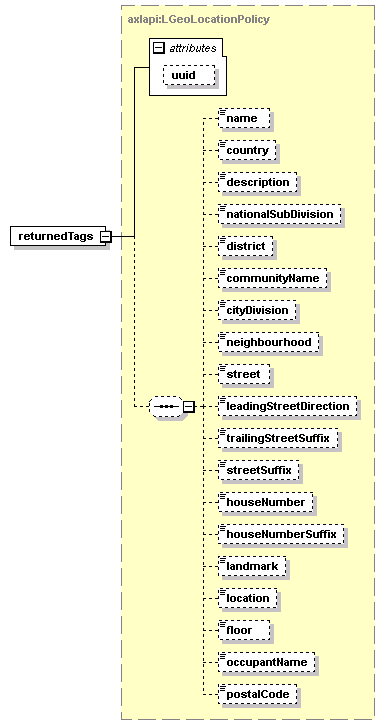 axlapi:LGeoLocationPolicy
attributes
uuid
name
country
description
nationalSubDivision
returnedTags
district
communityName
cityDivision
neighbourhood
street
leadingStreetDirection
trailingStreetSuffix
streetSuffix
houseNumber
houseNumberSuffix
landmark
location
floor
occupantName
postalCode